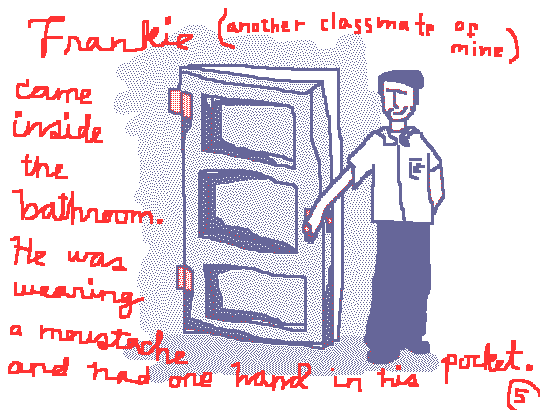 Frankie (another classmate of mine)
came
inside
the
bathroom.
He was
wearing
a moustache
and had one hand in his pocket.
5